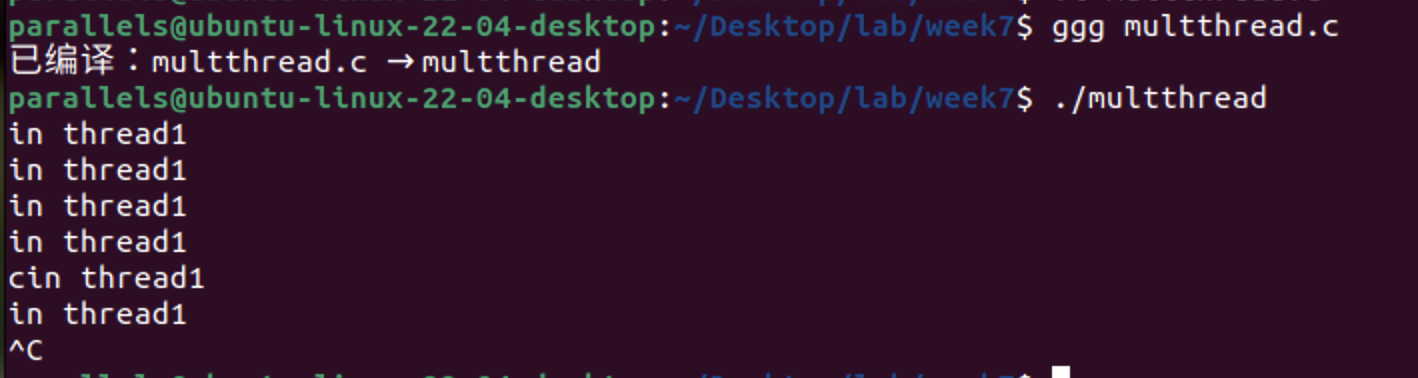 parallels@ubuntu-linux-22-04-desktop:~/Desktop/lab/week7$ ggg multthread.c
已编译：multthread.c →multthread
parallels@ubuntu-linux-22-04-desktop:~/Desktop/lab/week7$ ./multthread
in thread1
in thread1
in thread1
in thread1
cin thread1
in thread1
^C